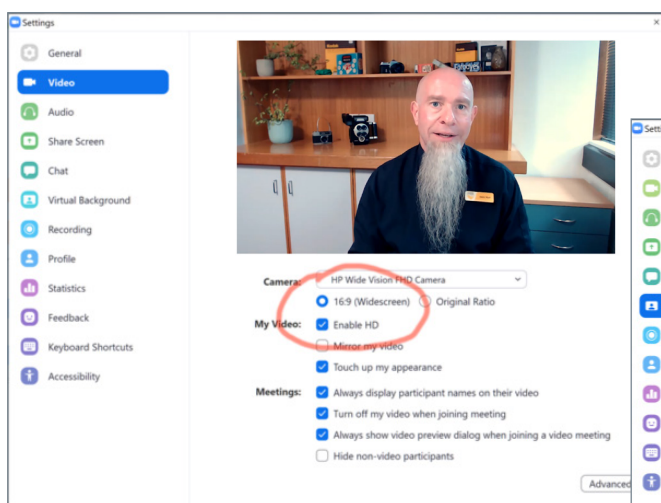 Settings
General
Video
Audio
Share Screen
Chat
Virtual Background
Recording
Profile
Statistics
Feedback
Keyboard Shortcuts
Accessibility
Kodak
Camera: HP Wide Vision FHD Camera
16:9 (Widescreen) Original Ratio
My Video: Enable HD
Mirror my video
Touch up my appearance
Meetings: Always display participant names on their video
Turn off my video when joining meeting
Always show video preview dialog when joining a video meeting
Hide non-video participants
Advanced
Setti